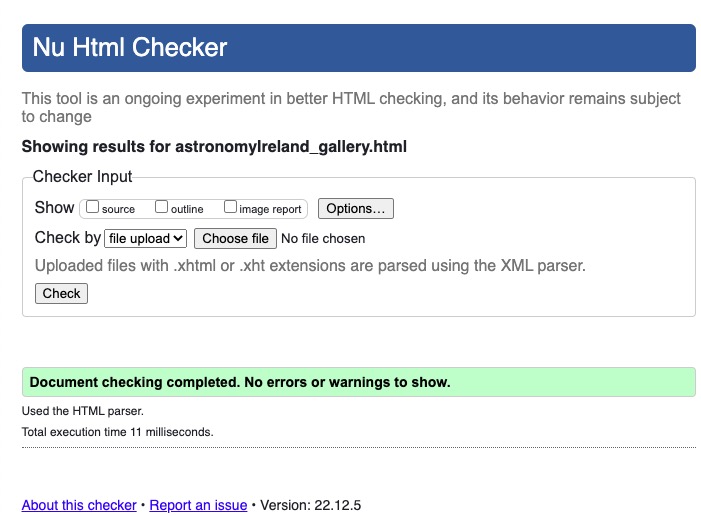 Nu Html Checker
This tool is an ongoing experiment in better HTML checking, and its behavior remains subject
to change
Showing results for astronomyIreland_gallery.html
Checker Input
Show source outline image report Options...
Check by file upload Choose file No file chosen
Uploaded files with .xhtml or .xht extensions are parsed using the XML parser.
Check
Document checking completed. No errors or warnings to show.
Used the HTML parser.
Total execution time 11 milliseconds.
About this checker • Report an issue • Version: 22.12.5